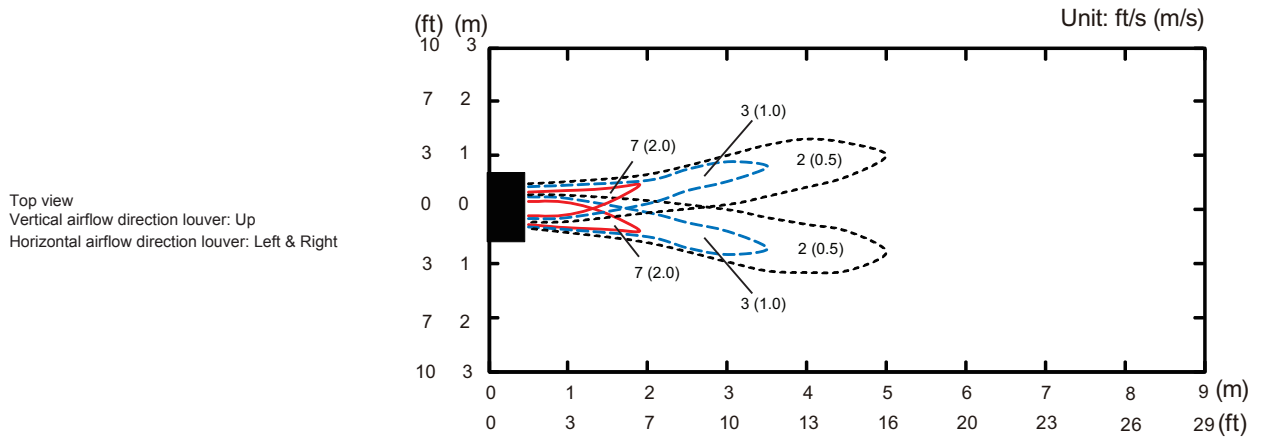 (ft) (m)
Unit: ft/s (m/s)
10 3
7 2
3 (1.0)
7 (2.0)
3 1
2 (0.5)
Top view
Vertical airflow direction louver: Up
Horizontal airflow direction louver: Left & Right
0 0
2 (0.5)
3 1
7 (2.0)
3 (1.0)
7 2
10 3
0 1 2 3 4 5 6 7 8 9 (m)
0 3 7 10 13 16 20 23 26 29 (ft)